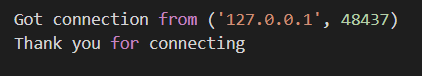 Got connection from ('127.0.0.1', 48437)
Thank you for connecting